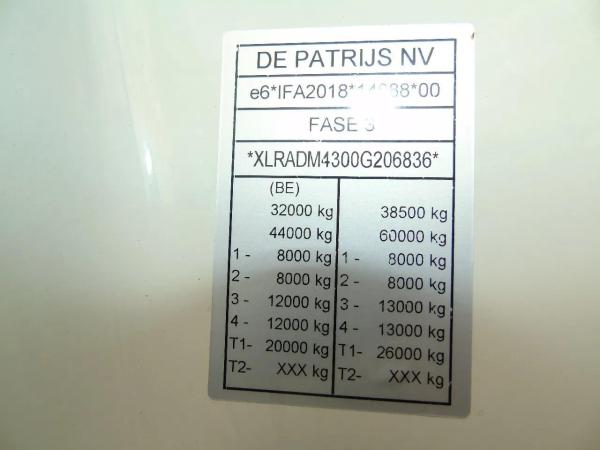 DE PATRIJS NV
FASE 3
*XLRADM4300G206836*
(BE)
32000 kg 38500 kg
44000 kg 60000 kg
1 - 8000 kg 1 - 8000 kg
2 - 8000 kg 2 - 8000 kg
3 - 12000 kg 3 - 13000 kg
4 - 12000 kg 4 - 13000 kg
T1- 20000 kg T1- 26000 kg
T2- XXX kg T2- XXX kg